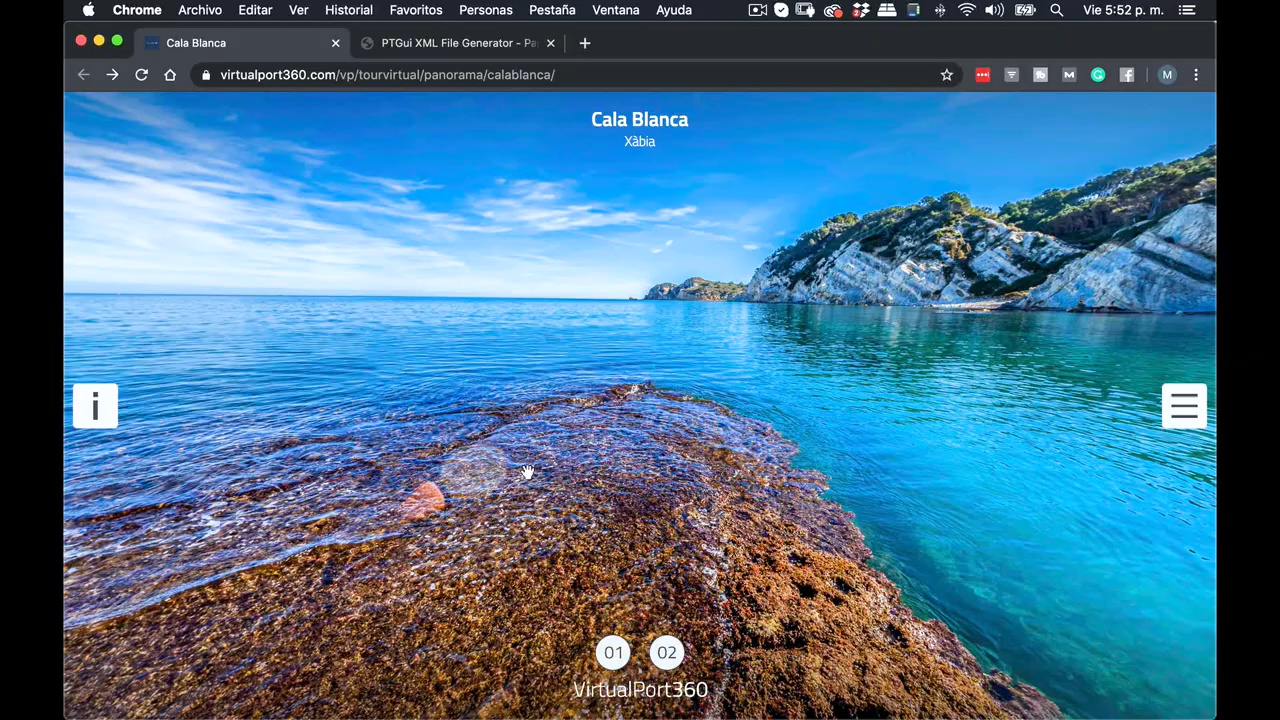 Chrome Archivo Editar Ver Historial Favoritos Personas Pestaña Ventana Ayuda Vie 5:52 p. m.
Cala Blanca PTGui XML File Generator - Pa
virtualport360.com/vp/tourvirtual/panorama/calablanca/ M M
Cala Blanca
Xàbia
i
01 02
VirtualPort360